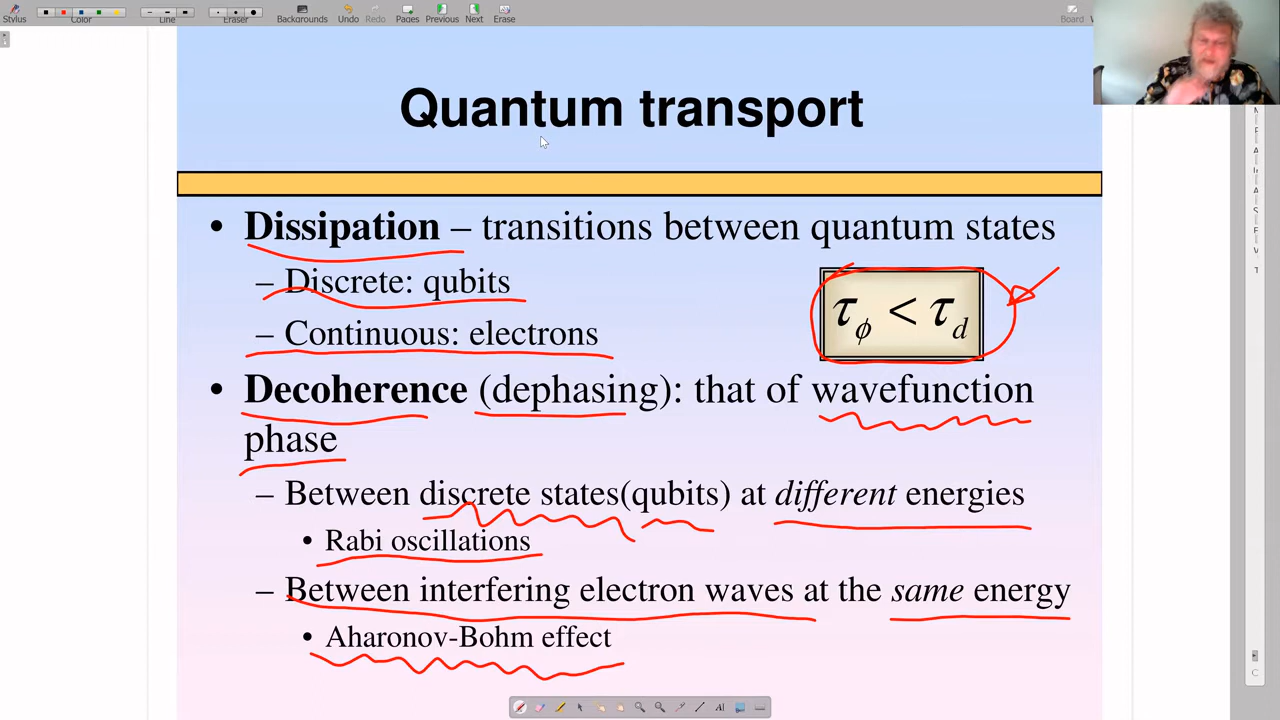 Stylus
Color
Line
Eraser
Backgrounds
Undo
Redo
Pages
Previous
Next
Erase
Board
Quantum transport
• Dissipation – transitions between quantum states
– Discrete: qubits
– Continuous: electrons
τϕ < τd
• Decoherence (dephasing): that of wavefunction
phase
– Between discrete states(qubits) at different energies
• Rabi oscillations
– Between interfering electron waves at the same energy
• Aharonov-Bohm effect